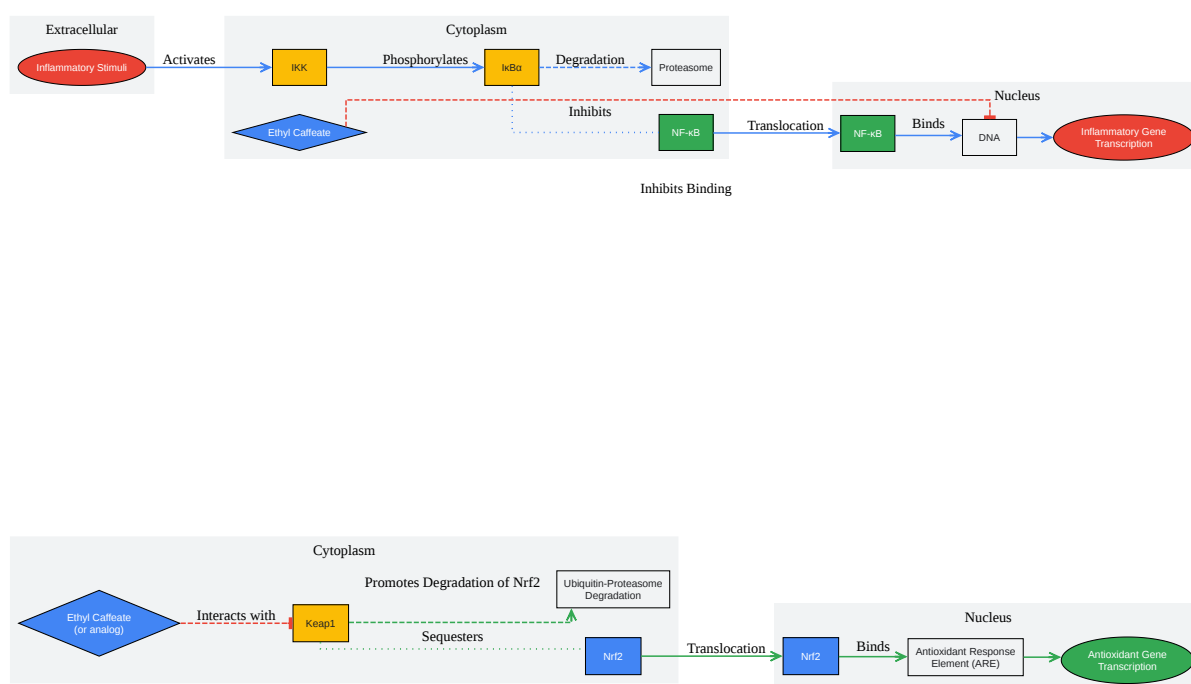 Extracellular
Cytoplasm
Inflammatory Stimuli
Activates
IKK
Phosphorylates
IκBα
Degradation
Proteasome
Nucleus
Ethyl Caffeate
Inhibits
NF-κB
Translocation
NF-κB
Binds
DNA
Inflammatory Gene
Transcription
Inhibits Binding
Cytoplasm
Promotes Degradation of Nrf2
Ubiquitin-Proteasome
Degradation
Ethyl Caffeate
(or analog)
Interacts with
Keap1
Sequesters
Nrf2
Translocation
Nucleus
Nrf2
Binds
Antioxidant Response
Element (ARE)
Antioxidant Gene
Transcription